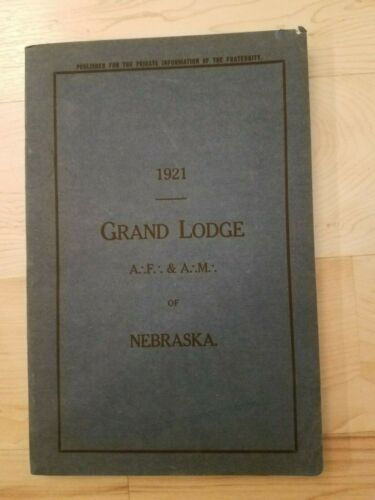 PUBLISHED FOR THE PRIVATE INFORMATION OF THE FRATERNITY.
1921
GRAND LODGE
A∴F∴ & A∴M∴
OF
NEBRASKA.